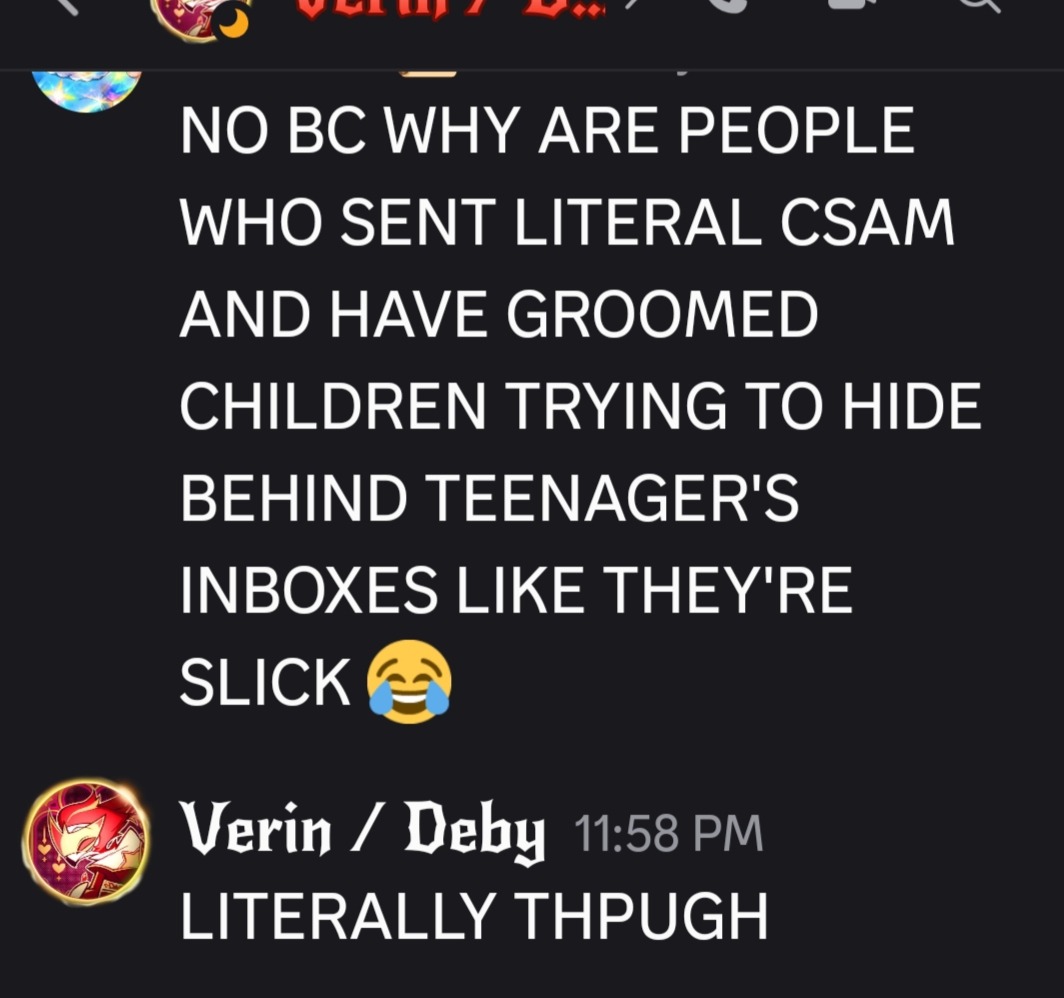 NO BC WHY ARE PEOPLE
WHO SENT LITERAL CSAM
AND HAVE GROOMED
CHILDREN TRYING TO HIDE
BEHIND TEENAGER'S
INBOXES LIKE THEY'RE
SLICK 😂
Verin / Deby 11:58 PM
LITERALLY THPUGH